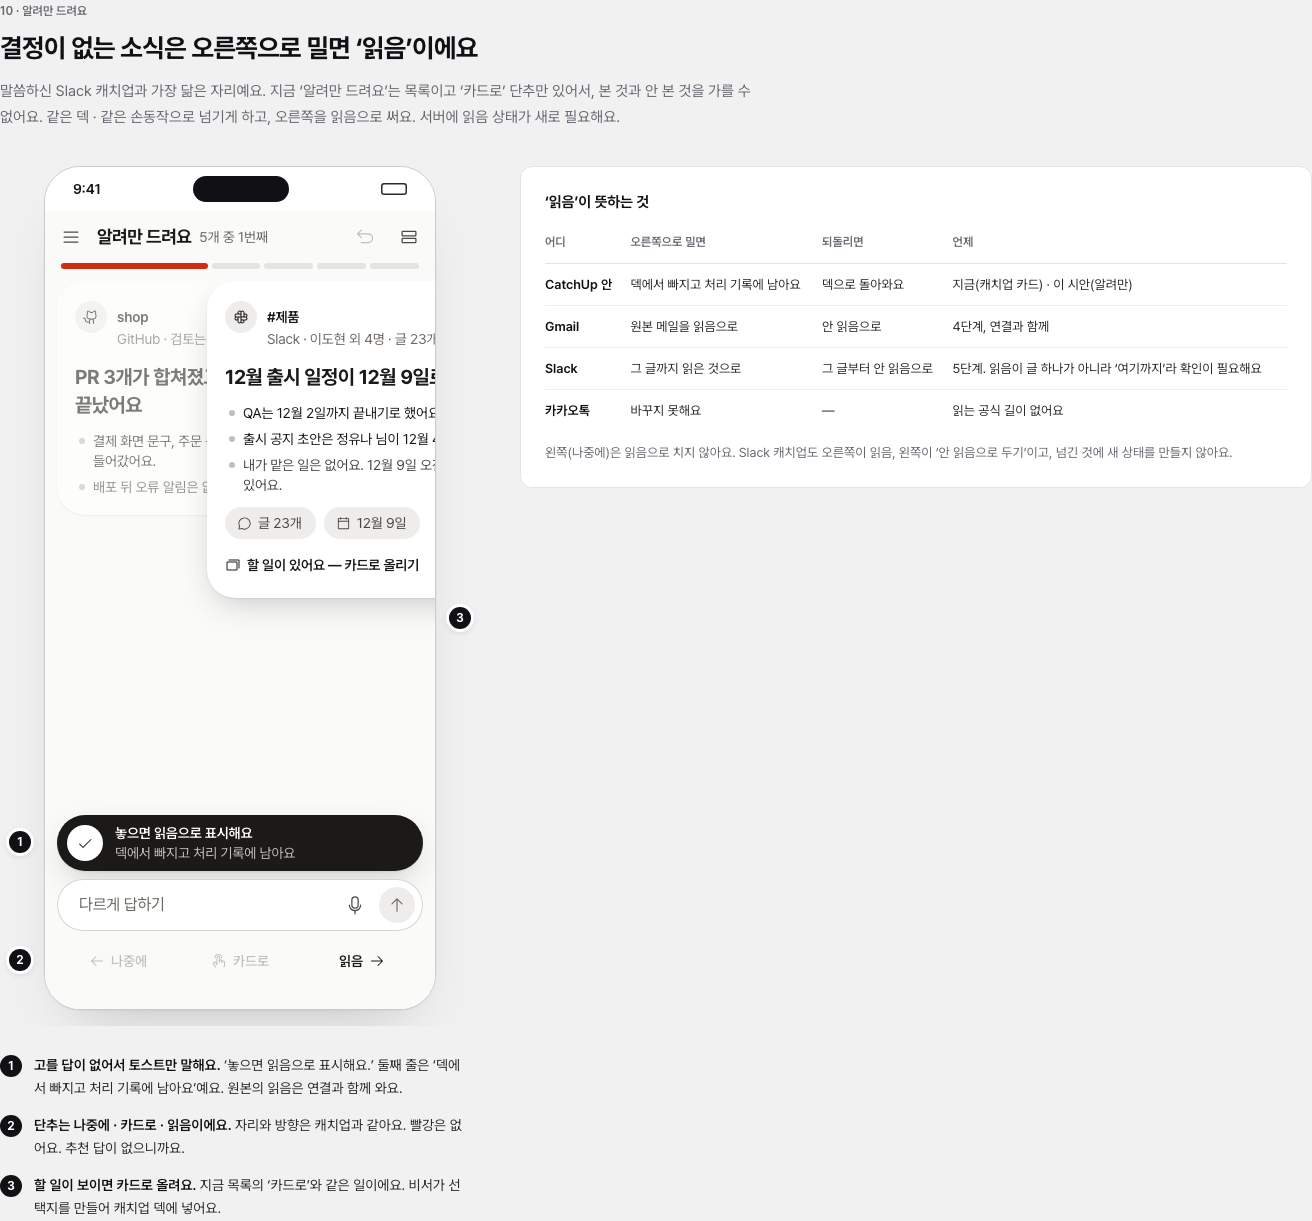 10 · 알려만 드려요
결정이 없는 소식은 오른쪽으로 밀면 ‘읽음’이에요
말씀하신 Slack 캐치업과 가장 닮은 자리예요. 지금 ‘알려만 드려요’는 목록이고 ‘카드로’ 단추만 있어서, 본 것과 안 본 것을 가를 수
없어요. 같은 덱 · 같은 손동작으로 넘기게 하고, 오른쪽을 읽음으로 써요. 서버에 읽음 상태가 새로 필요해요.
9:41
알려만 드려요 5개 중 1번째
shop
GitHub · 검토는
PR 3개가 합쳐졌
끝났어요
결제 화면 문구, 주문
들어갔어요.
배포 뒤 오류 알림은
#제품
Slack · 이도현 외 4명 · 글 23개
12월 출시 일정이 12월 9일로
QA는 12월 2일까지 끝내기로 했어요
출시 공지 초안은 정유나 님이 12월
내가 맡은 일은 없어요. 12월 9일 오전
있어요.
글 23개
12월 9일
할 일이 있어요 — 카드로 올리기
3
1
놓으면 읽음으로 표시해요
덱에서 빠지고 처리 기록에 남아요
다르게 답하기
2
← 나중에
카드로
읽음 →
1 고를 답이 없어서 토스트만 말해요. ‘놓으면 읽음으로 표시해요.’ 둘째 줄은 ‘덱에
서 빠지고 처리 기록에 남아요’예요. 원본의 읽음은 연결과 함께 와요.
2 단추는 나중에 · 카드로 · 읽음이에요. 자리와 방향은 캐치업과 같아요. 빨강은 없
어요. 추천 답이 없으니까요.
3 할 일이 보이면 카드로 올려요. 지금 목록의 ‘카드로’와 같은 일이에요. 비서가 선
택지를 만들어 캐치업 덱에 넣어요.
‘읽음’이 뜻하는 것
어디 오른쪽으로 밀면 되돌리면 언제
CatchUp 안 덱에서 빠지고 처리 기록에 남아요 덱으로 돌아와요 지금(캐치업 카드) · 이 시안(알려만)
Gmail 원본 메일을 읽음으로 안 읽음으로 4단계, 연결과 함께
Slack 그 글까지 읽은 것으로 그 글부터 안 읽음으로 5단계. 읽음이 글 하나가 아니라 ‘여기까지’라 확인이 필요해요
카카오톡 바꾸지 못해요 — 읽는 공식 길이 없어요
왼쪽(나중에)은 읽음으로 치지 않아요. Slack 캐치업도 오른쪽이 읽음, 왼쪽이 ‘안 읽음으로 두기’이고, 넘긴 것에 새 상태를 만들지 않아요.